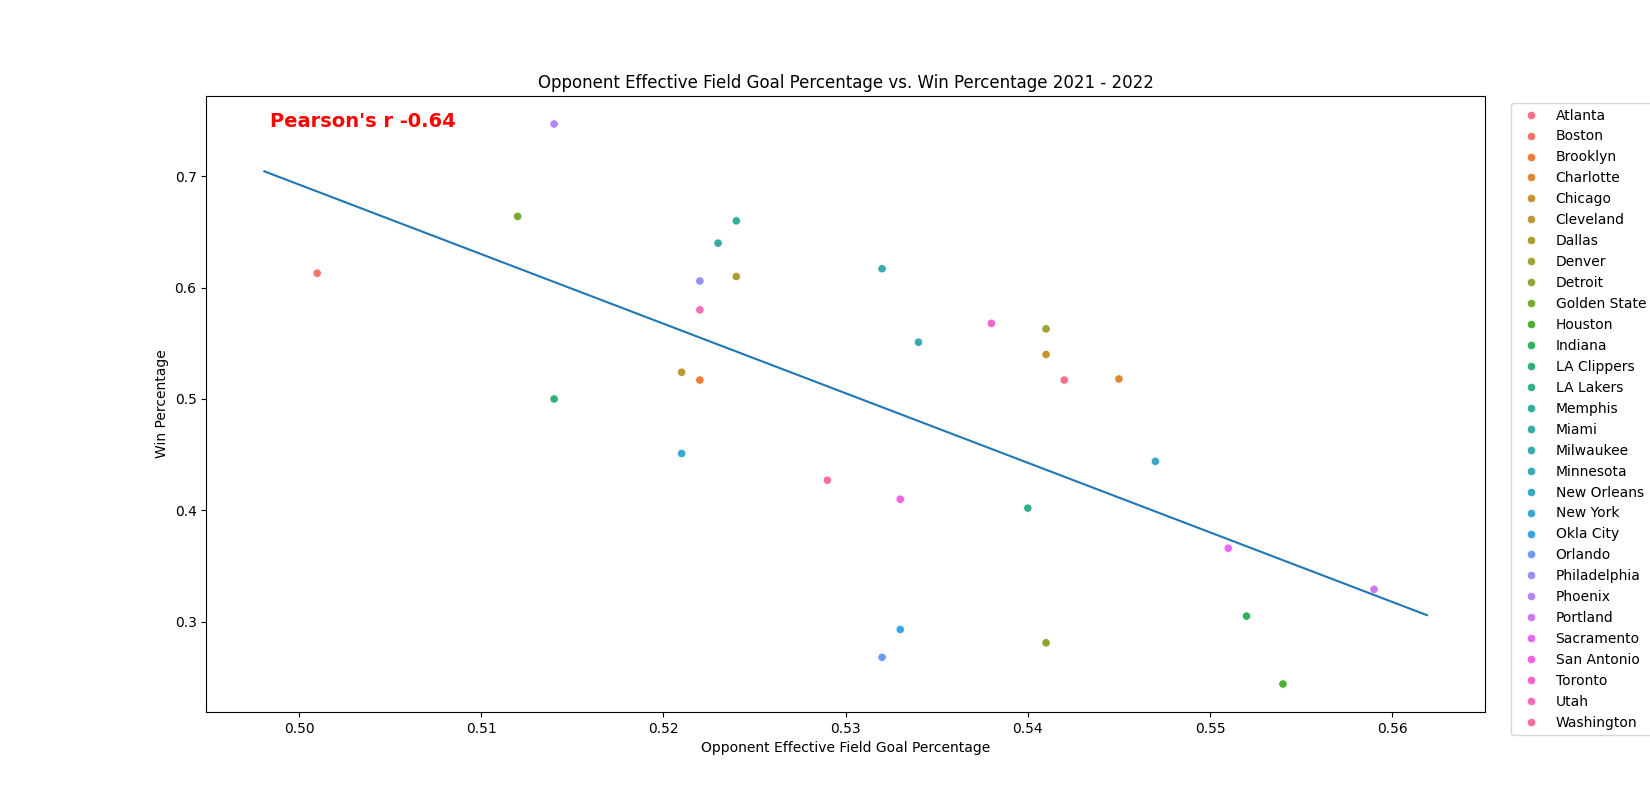 Opponent Effective Field Goal Percentage vs. Win Percentage 2021 - 2022
Pearson's r -0.64
0.7
0.6
0.5
0.4
0.3
Win Percentage
0.50 0.51 0.52 0.53 0.54 0.55 0.56
Opponent Effective Field Goal Percentage
Atlanta
Boston
Brooklyn
Charlotte
Chicago
Cleveland
Dallas
Denver
Detroit
Golden State
Houston
Indiana
LA Clippers
LA Lakers
Memphis
Miami
Milwaukee
Minnesota
New Orleans
New York
Okla City
Orlando
Philadelphia
Phoenix
Portland
Sacramento
San Antonio
Toronto
Utah
Washington